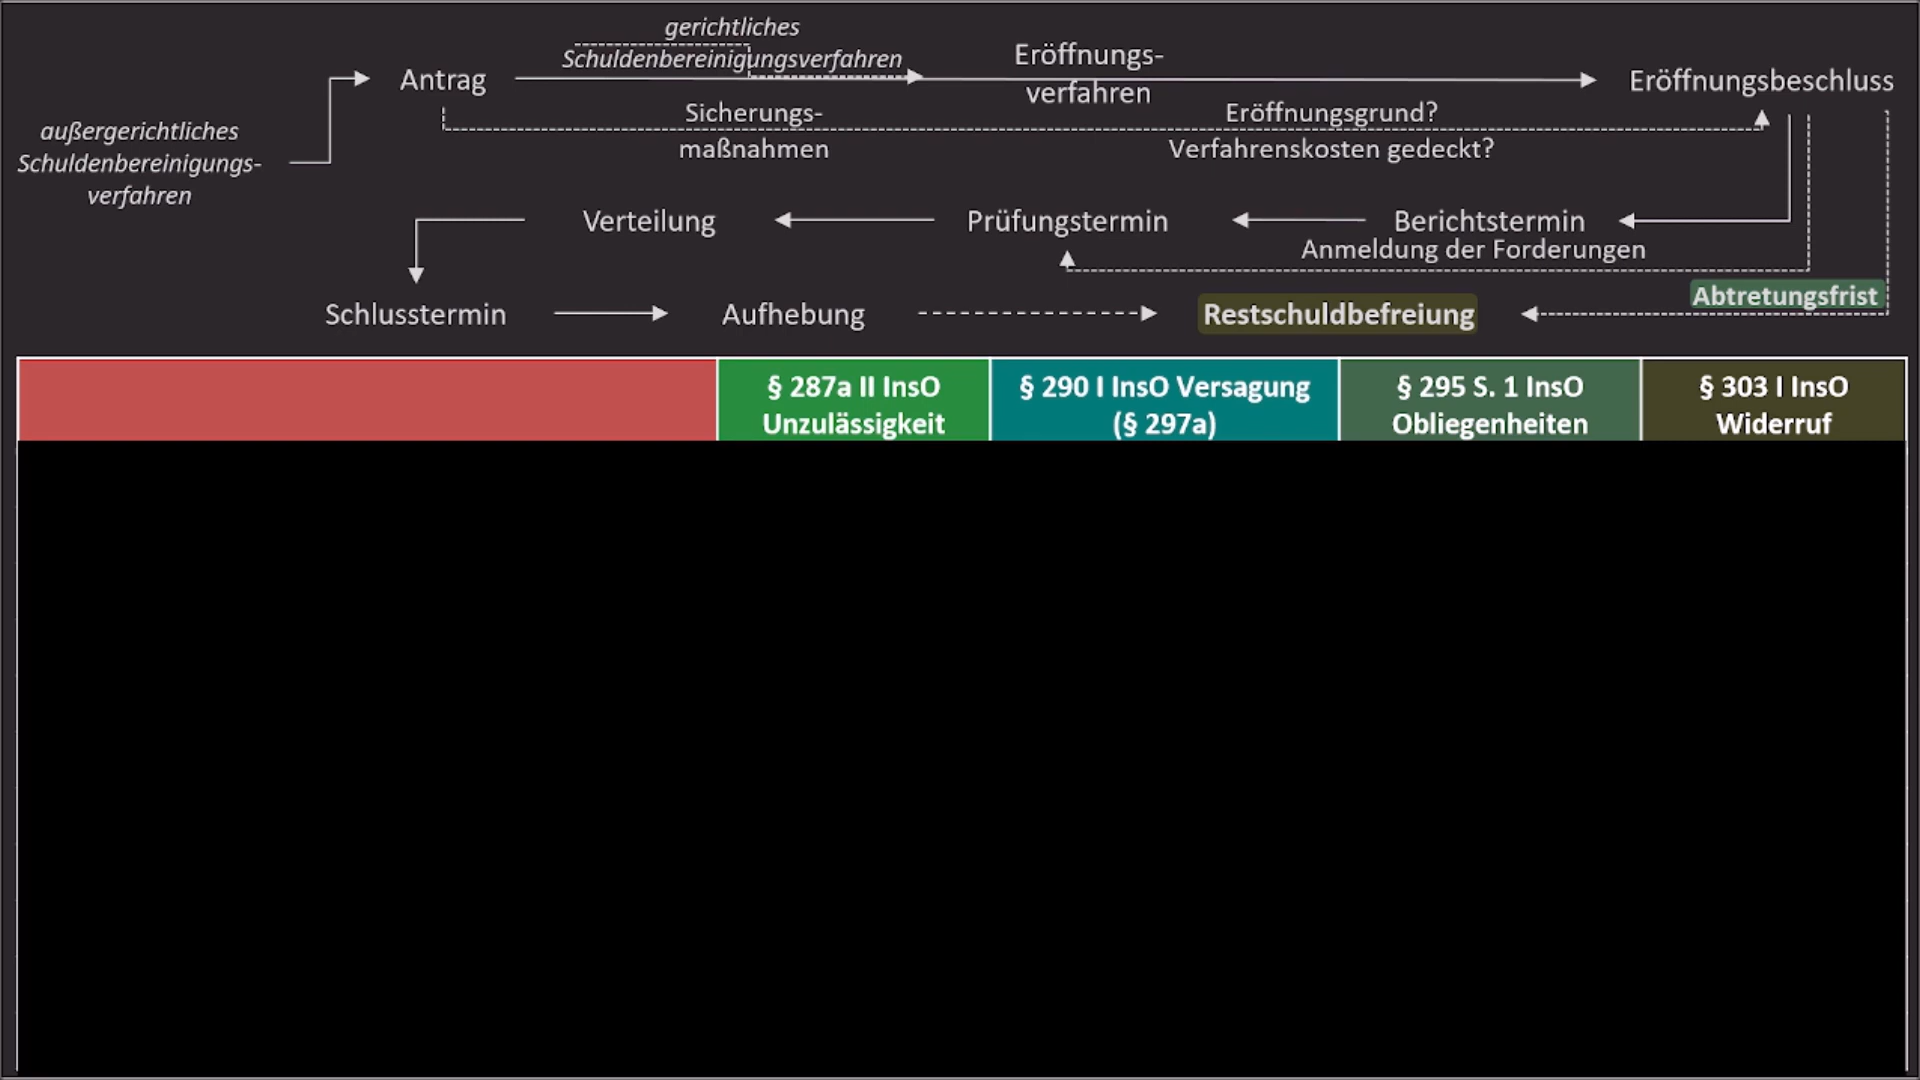 gerichtliches
Schuldenbereinigungsverfahren
Eröffnungs-
verfahren
Antrag
Eröffnungsbeschluss
außergerichtliches
Schuldenbereinigungs-
verfahren
Sicherungs-
maßnahmen
Eröffnungsgrund?
Verfahrenskosten gedeckt?
Verteilung
Prüfungstermin
Berichtstermin
Anmeldung der Forderungen
Abtretungsfrist
Schlusstermin
Aufhebung
Restschuldbefreiung
§ 287a II InsO
Unzulässigkeit
§ 290 I InsO Versagung
(§ 297a)
§ 295 S. 1 InsO
Obliegenheiten
§ 303 I InsO
Widerruf